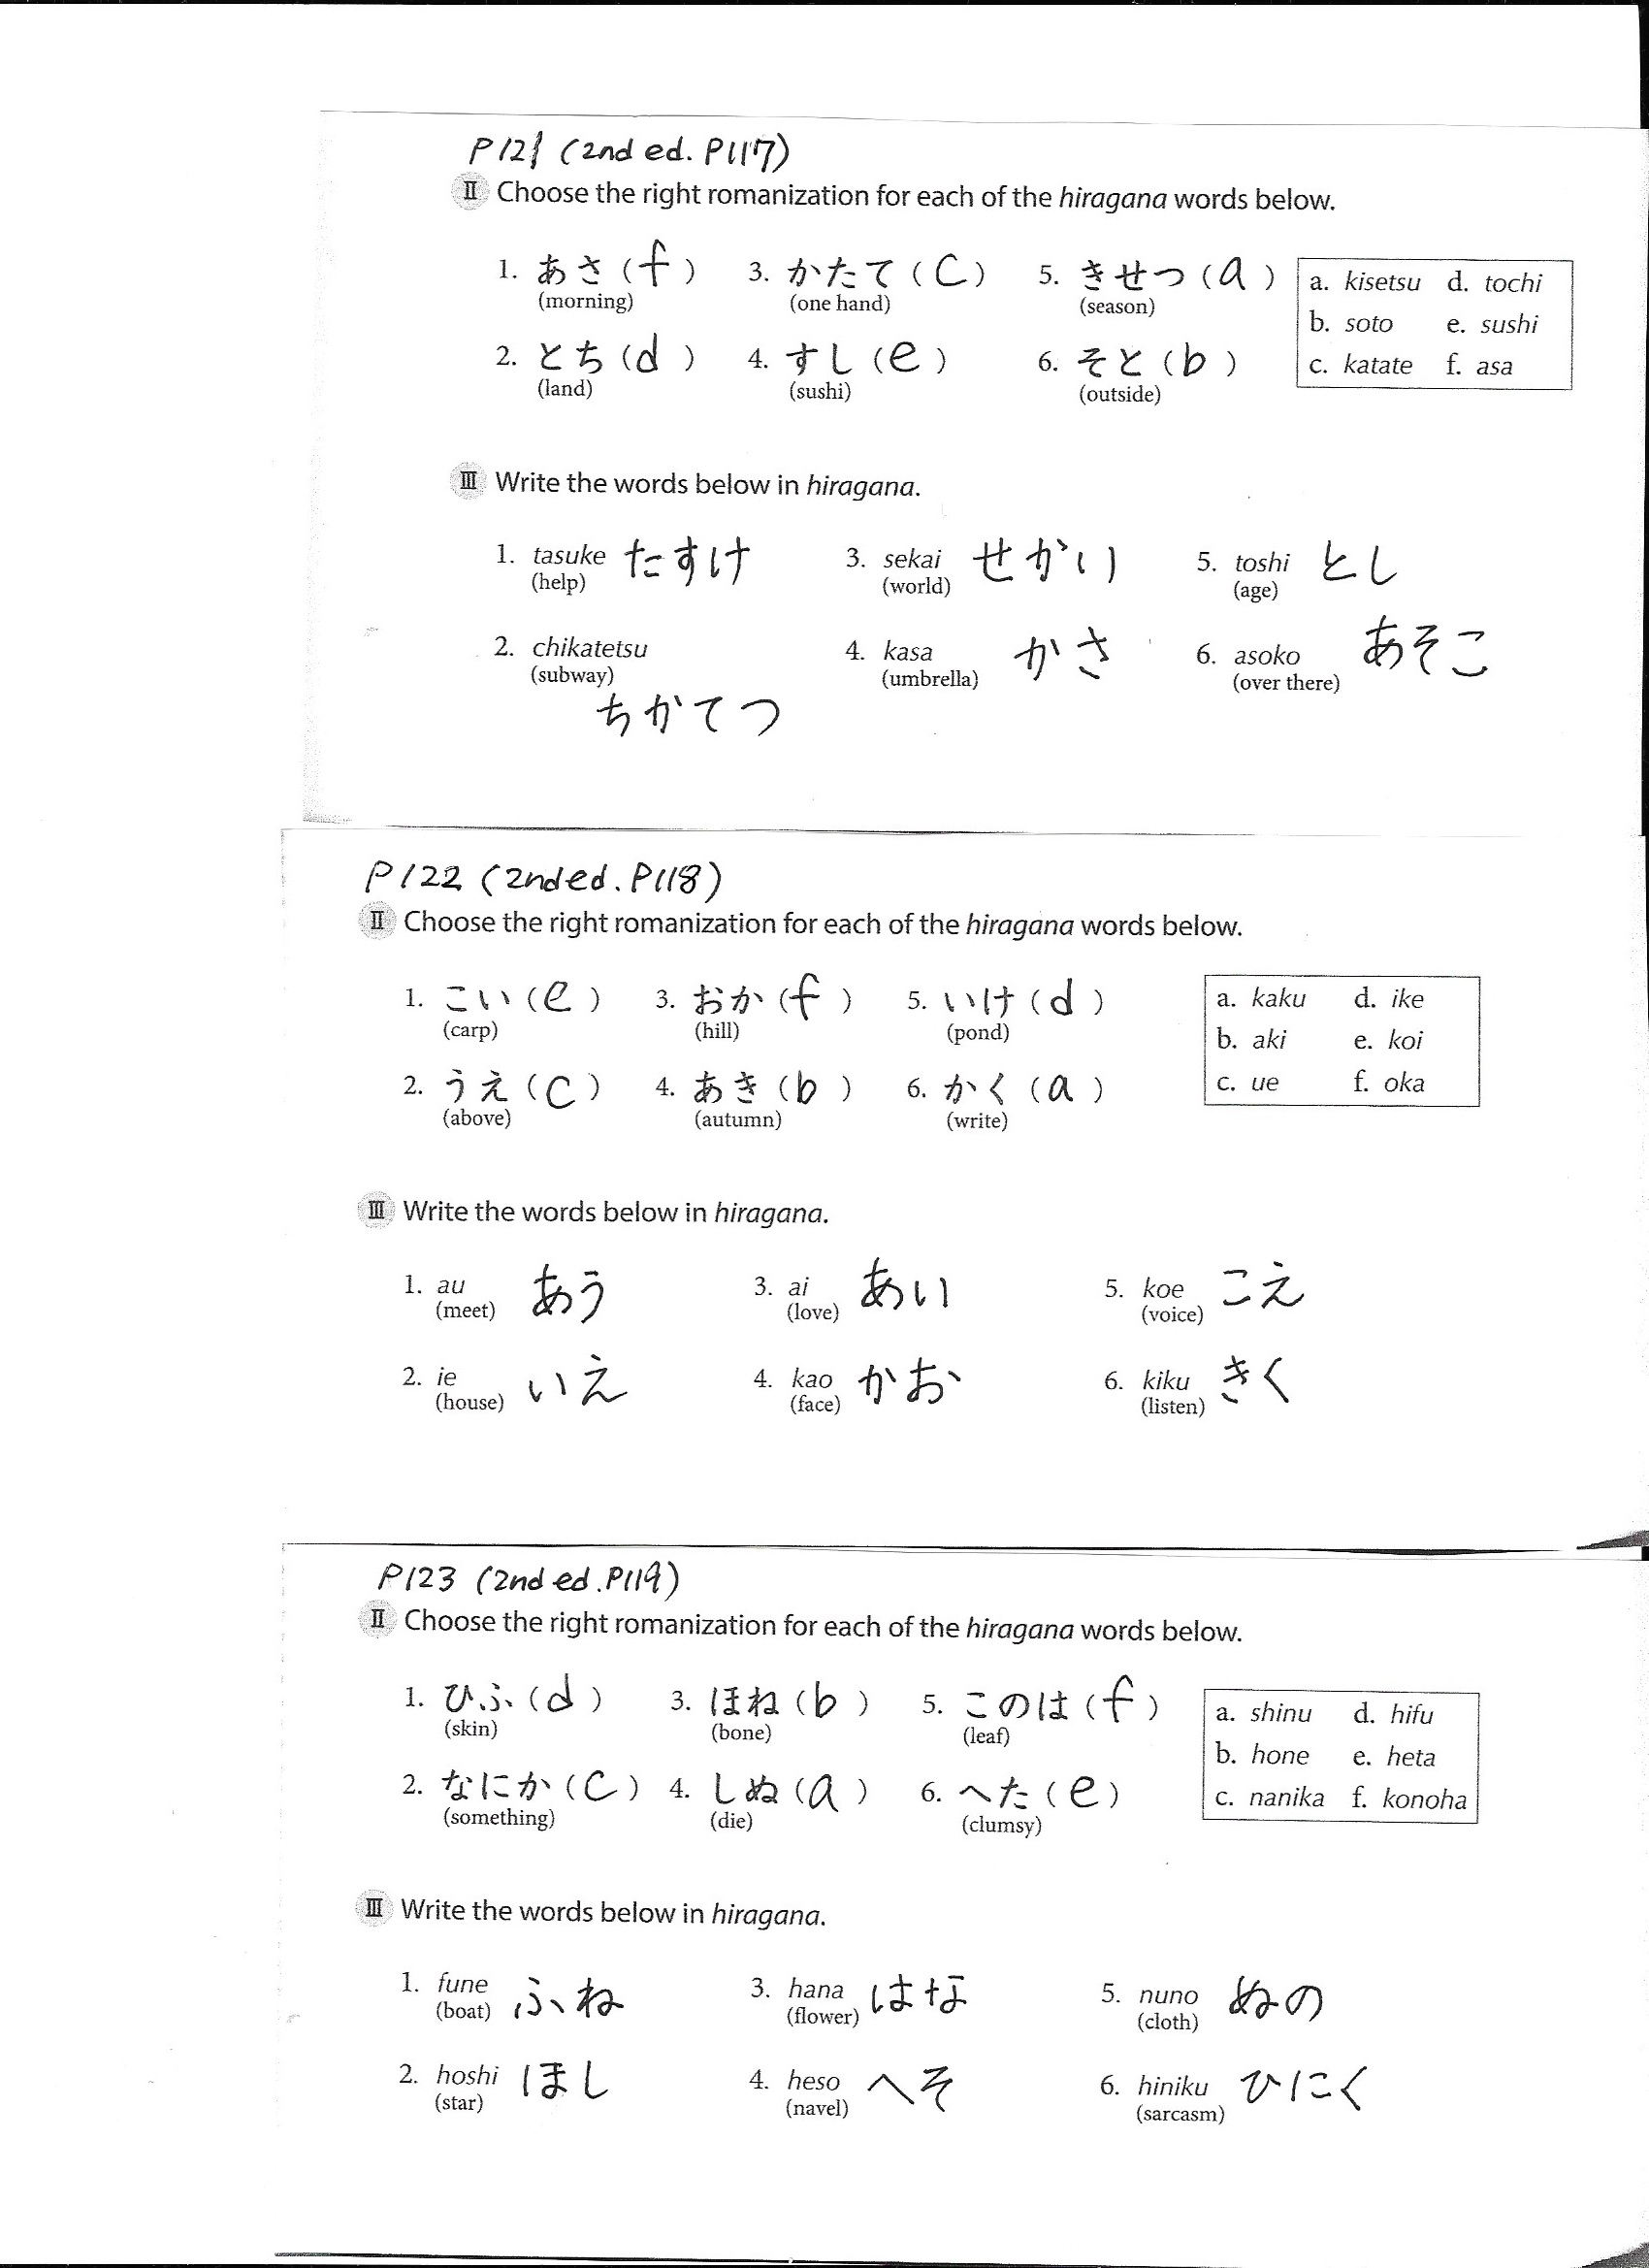 P121 (2nd ed. P117)
II Choose the right romanization for each of the hiragana words below.
1. あさ ( f ) 3. かたて ( c ) 5. きせつ ( a ) a. kisetsu d. tochi
(morning) (one hand) (season)
b. soto e. sushi
2. とち ( d ) 4. すし ( e ) 6. そと ( b ) c. katate f. asa
(land) (sushi) (outside)
III Write the words below in hiragana.
1. tasuke たすけ 3. sekai せかい 5. toshi とし
(help) (world) (age)
2. chikatetsu 4. kasa かさ 6. asoko あそこ
(subway) (umbrella) (over there)
ちかてつ
P122 (2nd ed. P118)
II Choose the right romanization for each of the hiragana words below.
1. こい ( e ) 3. おか ( f ) 5. いけ ( d ) a. kaku d. ike
(carp) (hill) (pond)
b. aki e. koi
2. うえ ( c ) 4. あき ( b ) 6. かく ( a ) c. ue f. oka
(above) (autumn) (write)
III Write the words below in hiragana.
1. au あう 3. ai あい 5. koe こえ
(meet) (love) (voice)
2. ie いえ 4. kao かお 6. kiku きく
(house) (face) (listen)
P123 (2nd ed. P119)
II Choose the right romanization for each of the hiragana words below.
1. ひふ ( d ) 3. ほね ( b ) 5. このは ( f ) a. shinu d. hifu
(skin) (bone) (leaf)
b. hone e. heta
2. なにか ( c ) 4. しぬ ( a ) 6. へた ( e ) c. nanika f. konoha
(something) (die) (clumsy)
III Write the words below in hiragana.
1. fune ふね 3. hana はな 5. nuno ぬの
(boat) (flower) (cloth)
2. hoshi ほし 4. heso へそ 6. hiniku ひにく
(star) (navel) (sarcasm)